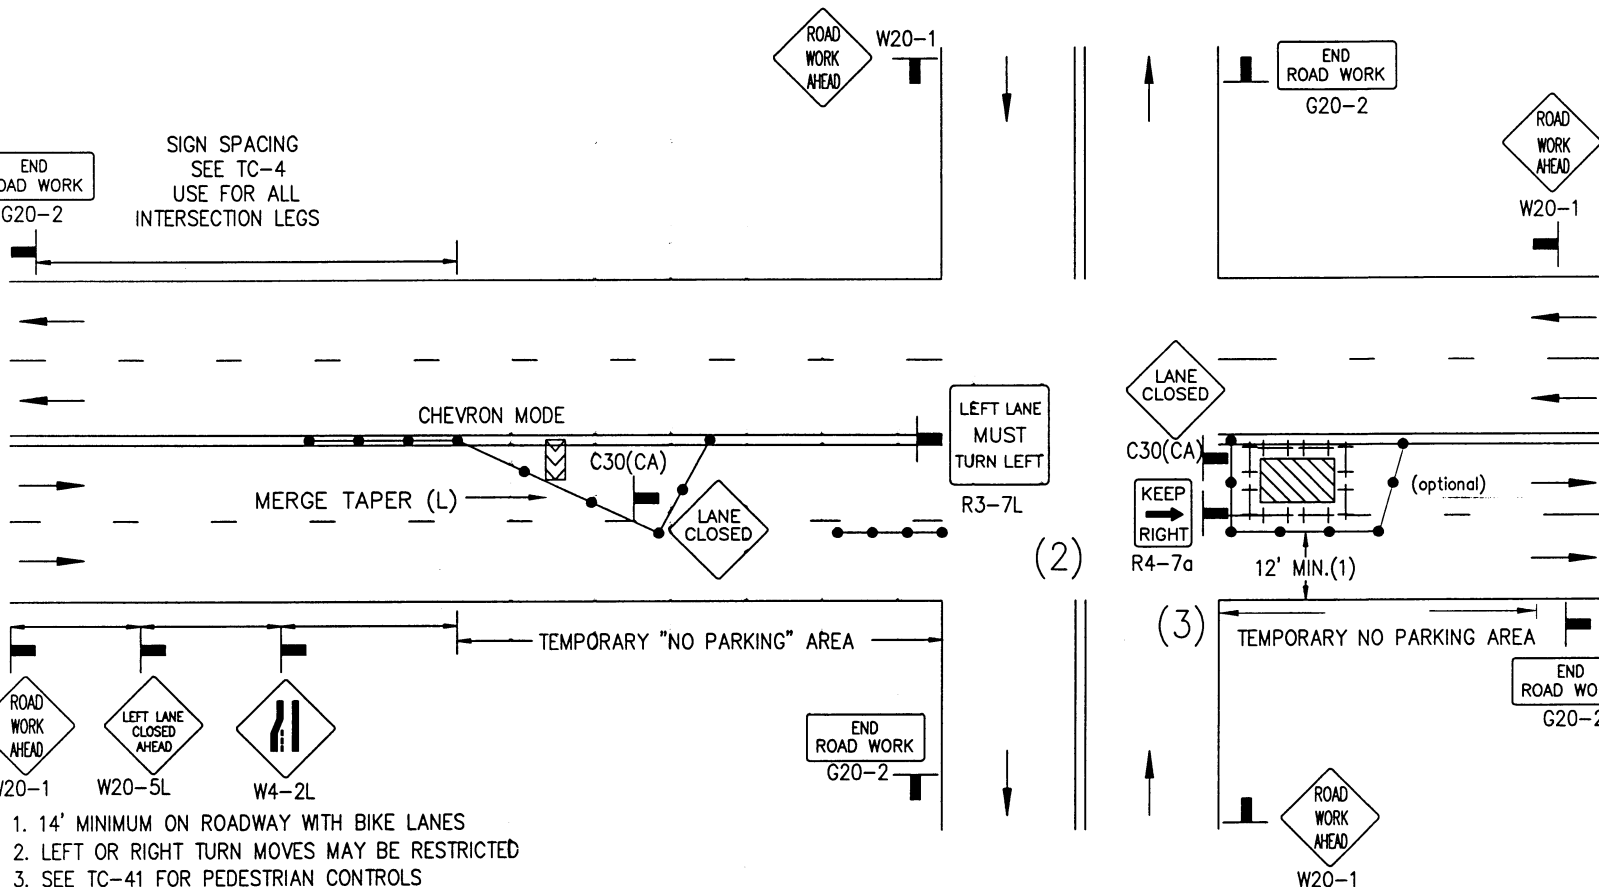 ROAD
WORK
AHEAD
W20-1
END
ROAD WORK
G20-2
ROAD
WORK
AHEAD
W20-1
SIGN SPACING
SEE TC-4
USE FOR ALL
INTERSECTION LEGS
END
OAD WORK
G20-2
CHEVRON MODE
C30(CA)
MERGE TAPER (L)
LANE
CLOSED
LEFT LANE
MUST
TURN LEFT
R3-7L
LANE
CLOSED
C30(CA)
KEEP
RIGHT
R4-7a
(optional)
(2)
12' MIN.(1)
(3)
TEMPORARY "NO PARKING" AREA
TEMPORARY NO PARKING AREA
ROAD
WORK
AHEAD
W20-1
LEFT LANE
CLOSED
AHEAD
W20-5L
W4-2L
END
ROAD WORK
G20-2
END
ROAD WO
G20-2
ROAD
WORK
AHEAD
W20-1
1. 14' MINIMUM ON ROADWAY WITH BIKE LANES
2. LEFT OR RIGHT TURN MOVES MAY BE RESTRICTED
3. SEE TC-41 FOR PEDESTRIAN CONTROLS